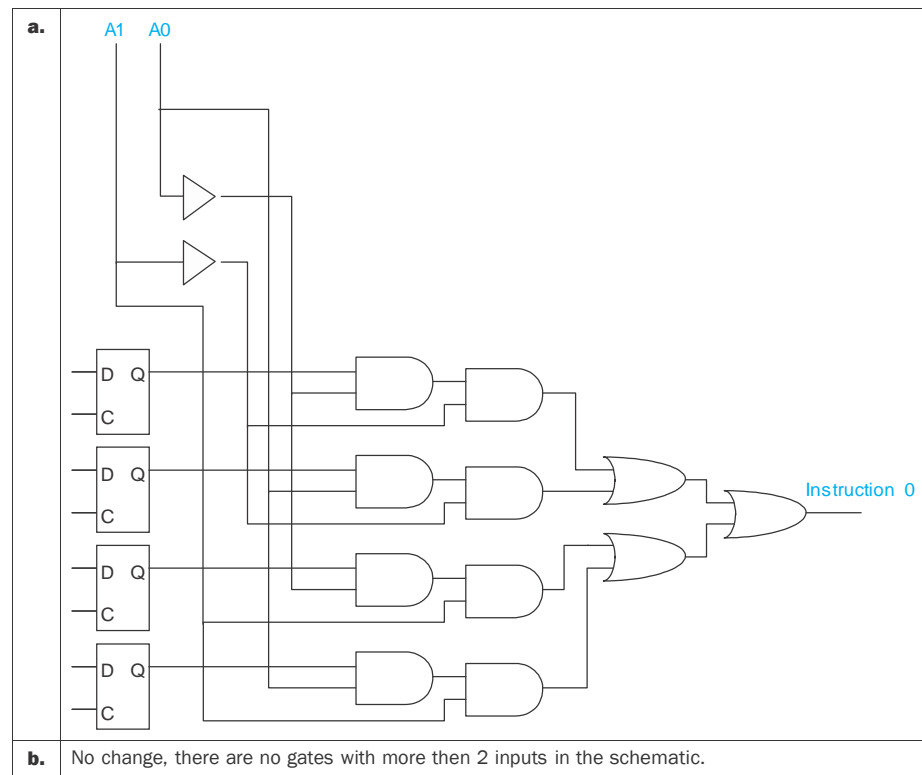 a.
A1 A0
D Q
C
D Q
C
Instruction 0
D Q
C
D Q
C
b. No change, there are no gates with more then 2 inputs in the schematic.